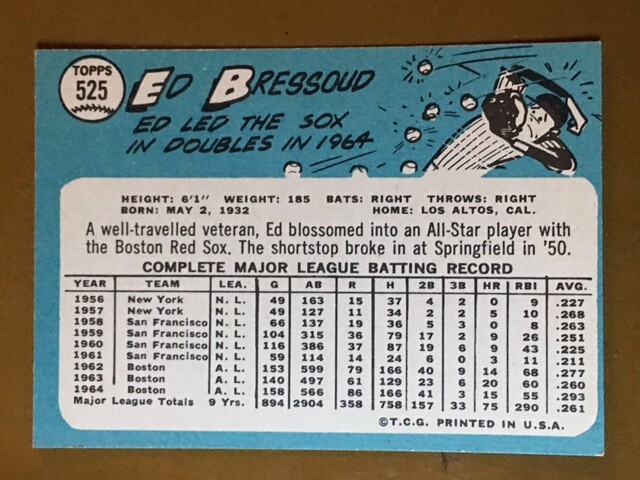 TOPPS
525
ED BRESSOUD
ED LED THE SOX
IN DOUBLES IN 1964
HEIGHT: 6'1" WEIGHT: 185 BATS: RIGHT THROWS: RIGHT
BORN: MAY 2, 1932 HOME: LOS ALTOS, CAL.
A well-travelled veteran, Ed blossomed into an All-Star player with
the Boston Red Sox. The shortstop broke in at Springfield in '50.
COMPLETE MAJOR LEAGUE BATTING RECORD
YEAR TEAM LEA. G AB R H 2B 3B HR RBI AVG.
1956 New York N. L. 49 163 15 37 4 2 0 9 .227
1957 New York N. L. 49 127 11 34 2 2 5 10 .268
1958 San Francisco N. L. 66 137 19 36 5 3 0 8 .263
1959 San Francisco N. L. 104 315 36 79 17 2 9 26 .251
1960 San Francisco N. L. 116 386 37 87 19 6 9 43 .225
1961 San Francisco N. L. 59 114 14 24 6 0 3 11 .211
1962 Boston A. L. 153 599 79 166 40 9 14 68 .277
1963 Boston A. L. 140 497 61 129 23 6 20 60 .260
1964 Boston A. L. 158 566 86 166 41 3 15 55 .293
Major League Totals 9 Yrs. 894 2904 358 758 157 33 75 290 .261
©T.C.G. PRINTED IN U.S.A.